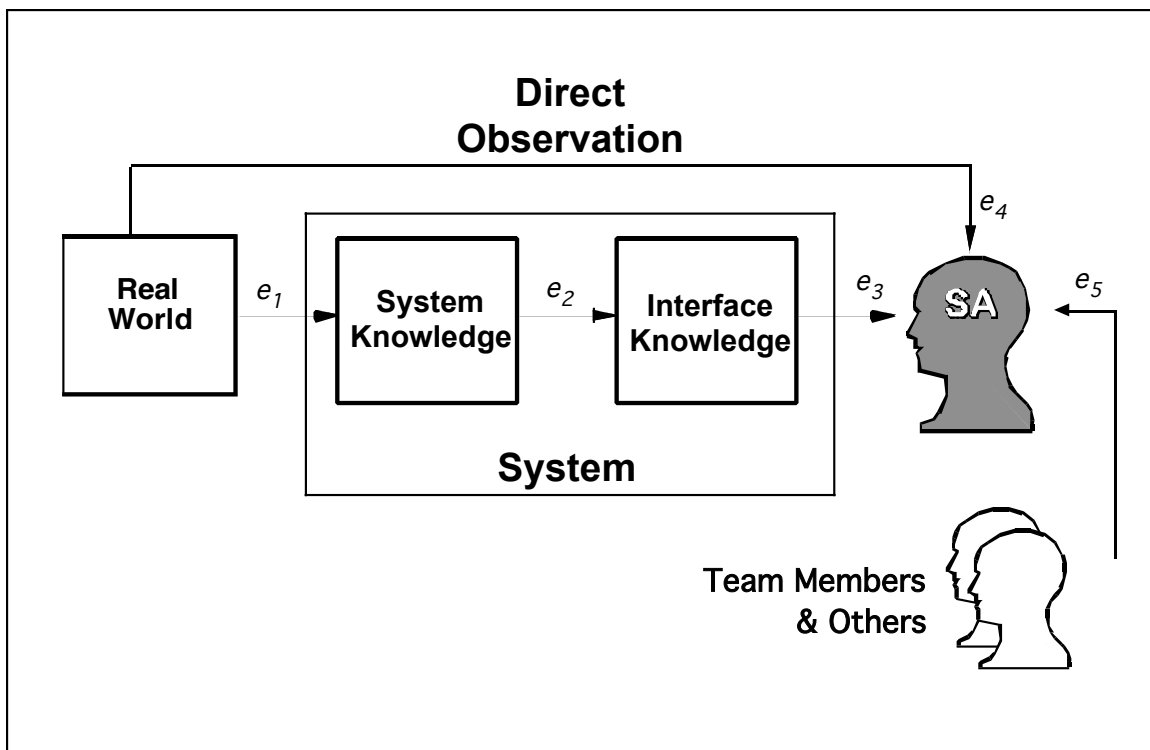 Direct
Observation
e4
Real
World
e1
System
Knowledge
e2
Interface
Knowledge
e3
SA
e5
System
Team Members
& Others